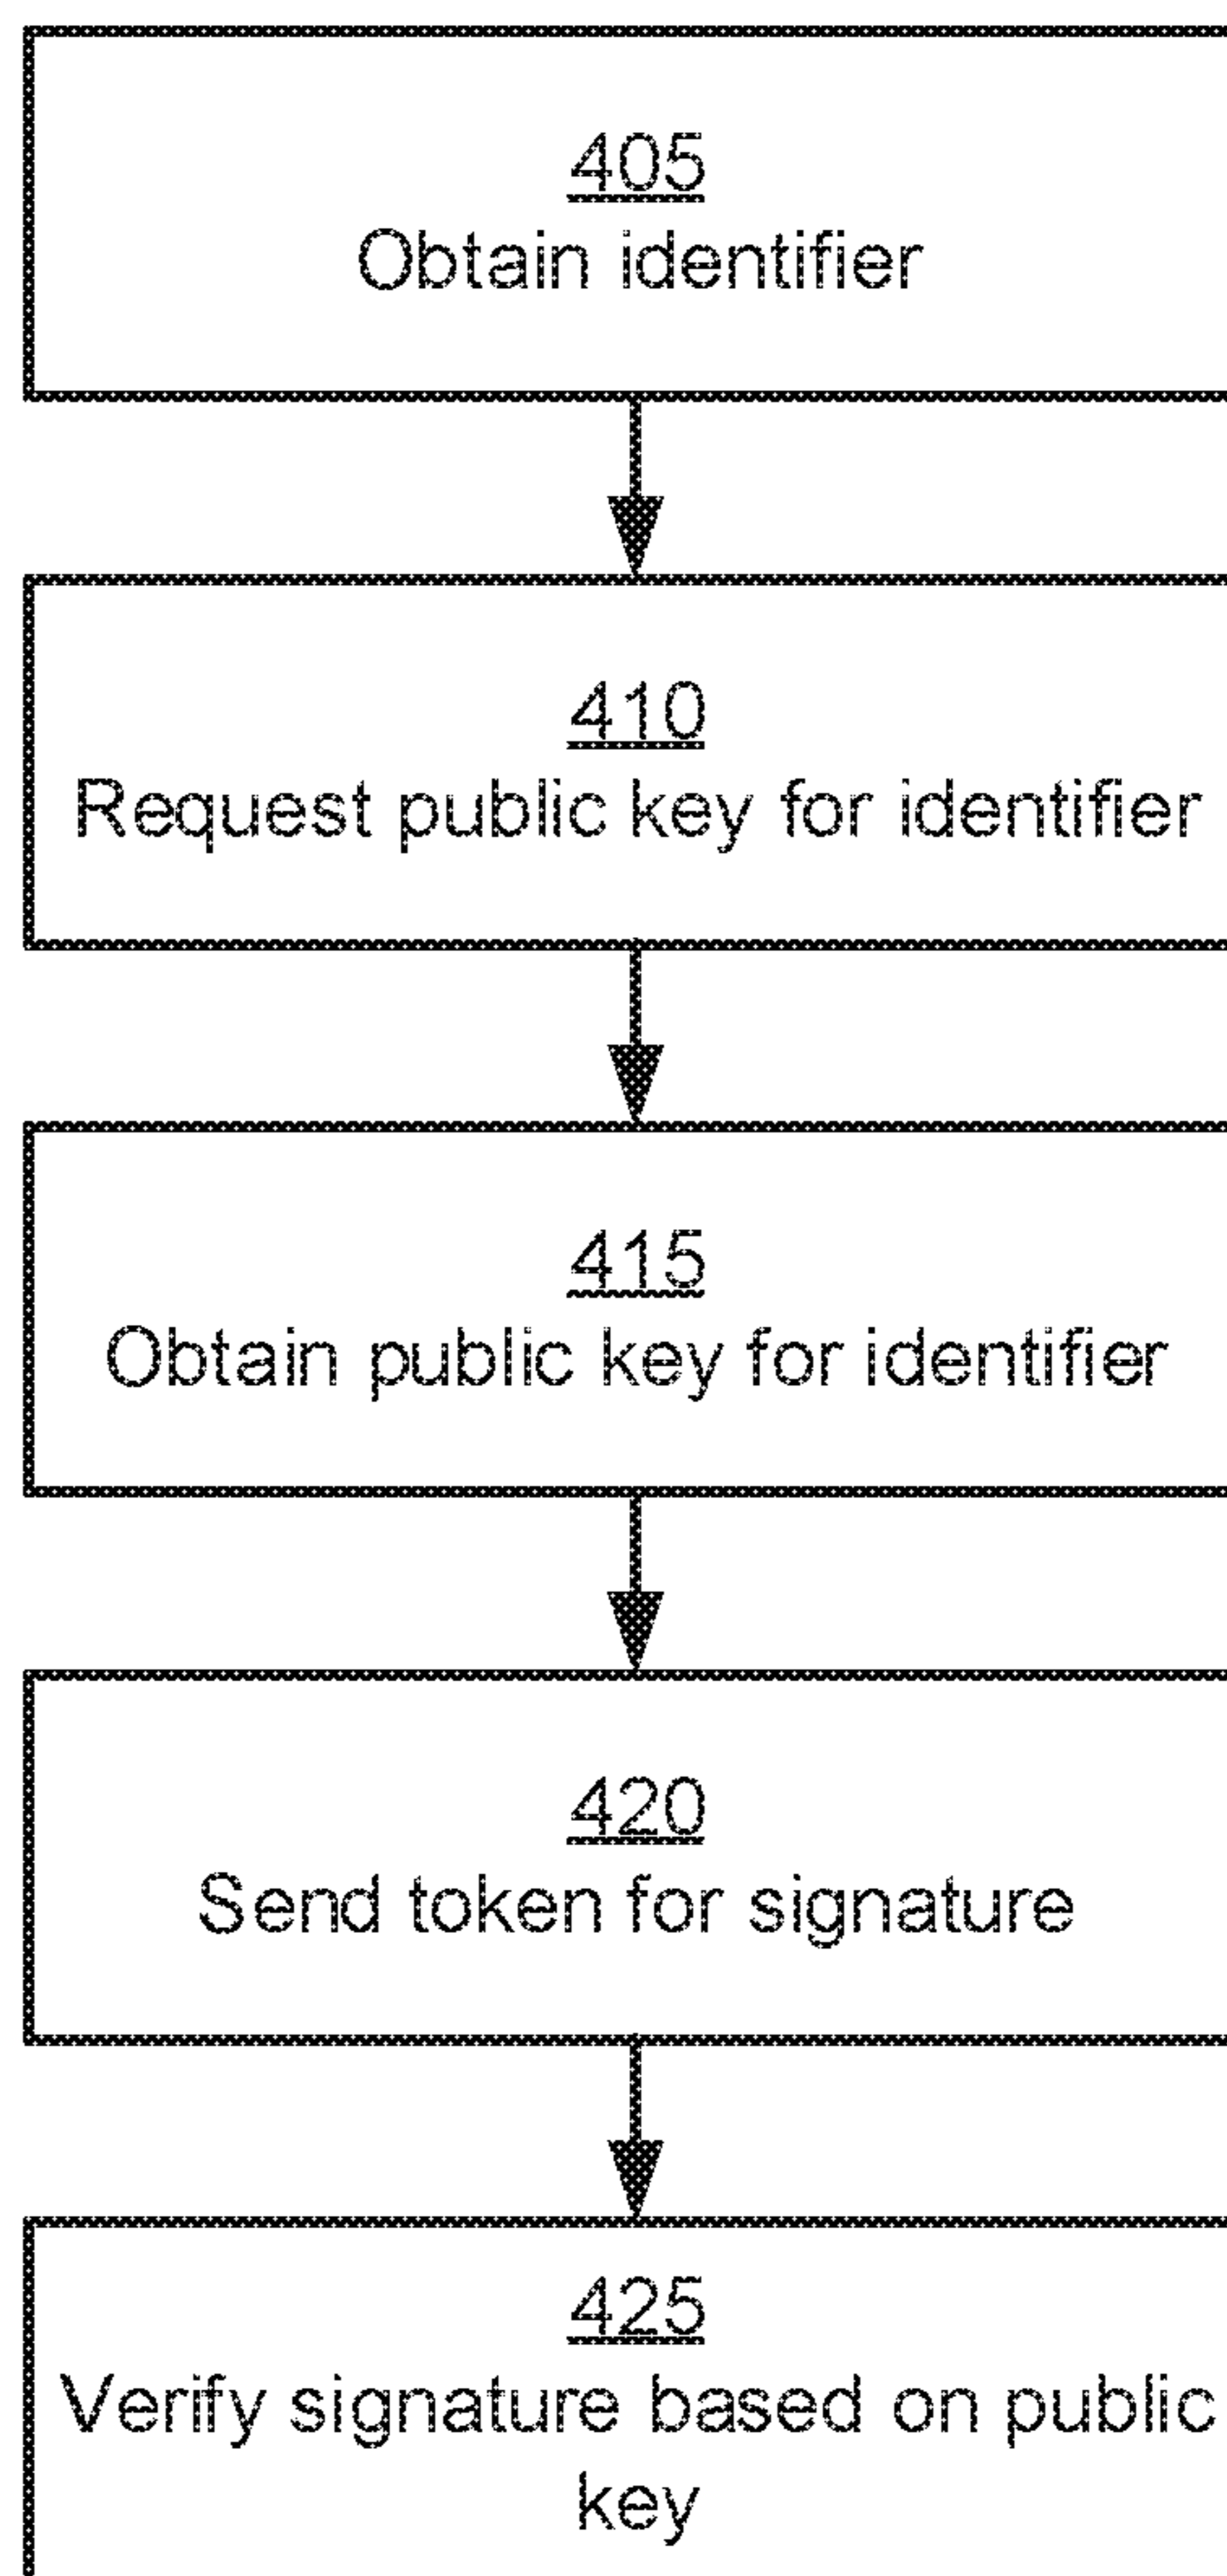 405
Obtain identifier
410
Request public key for identifier
415
Obtain public key for identifier
420
Send token for signature
425
Verify signature based on public
key